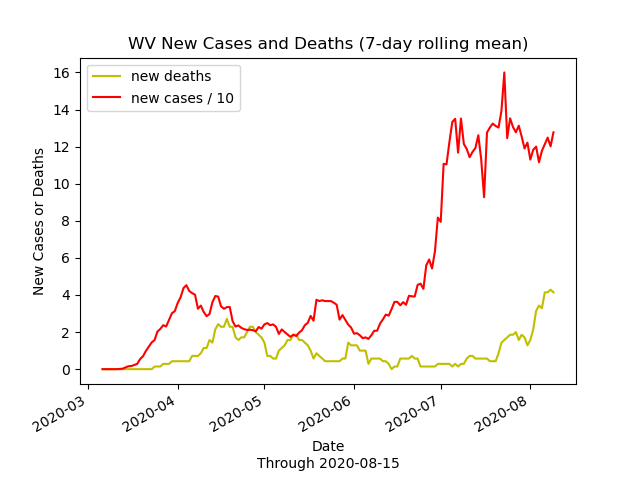 WV New Cases and Deaths (7-day rolling mean)
new deaths
new cases / 10
16
14
12
10
8
6
4
2
0
New Cases or Deaths
2020-03
2020-04
2020-05
2020-06
2020-07
2020-08
Date
Through 2020-08-15